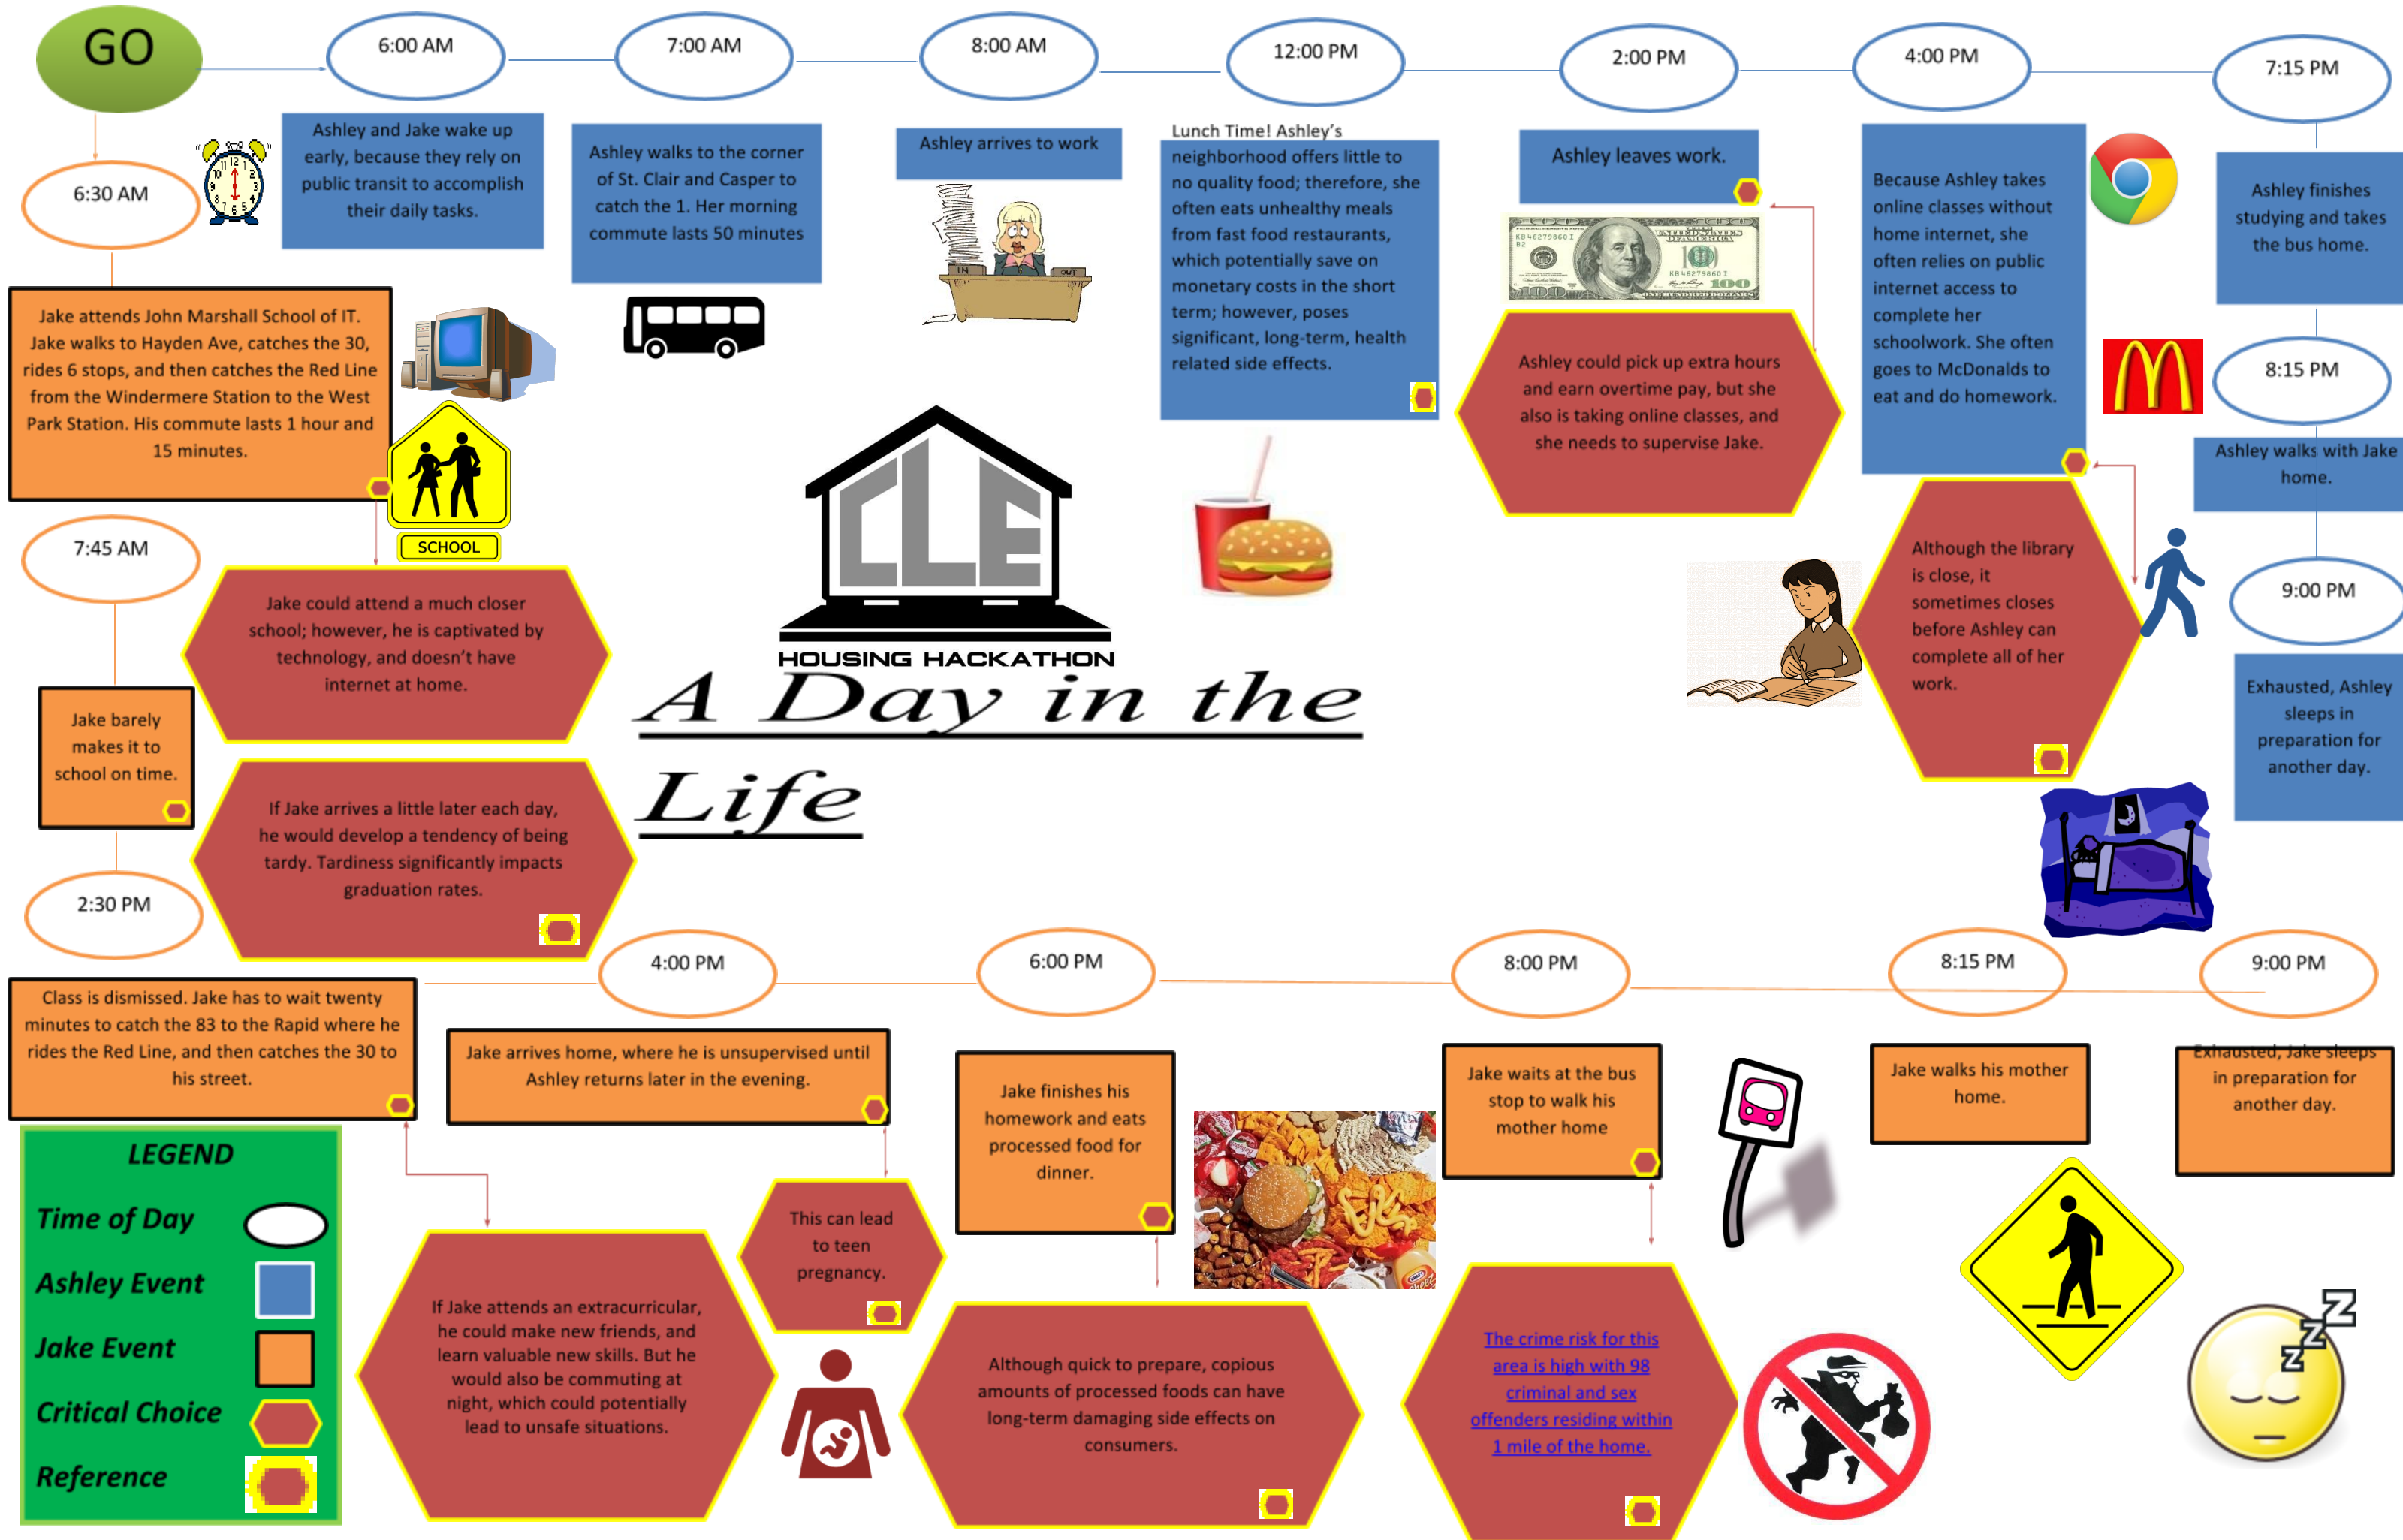 GO
6:00 AM
7:00 AM
8:00 AM
12:00 PM
2:00 PM
4:00 PM
7:15 PM
Ashley and Jake wake up
early, because they rely on
public transit to accomplish
their daily tasks.
Ashley walks to the corner
of St. Clair and Casper to
catch the 1. Her morning
commute lasts 50 minutes
Ashley arrives to work
IN
OUT
Lunch Time! Ashley's
neighborhood offers little to
no quality food; therefore, she
often eats unhealthy meals
from fast food restaurants,
which potentially save on
monetary costs in the short
term; however, poses
significant, long-term, health
related side effects.
Ashley leaves work.
KB 46279860 I
B2
KB 46279860 I
100
100
ONE HUNDRED DOLLARS
Ashley could pick up extra hours
and earn overtime pay, but she
also is taking online classes, and
she needs to supervise Jake.
Because Ashley takes
online classes without
home internet, she
often relies on public
internet access to
complete her
schoolwork. She often
goes to McDonalds to
eat and do homework.
Although the library
is close, it
sometimes closes
before Ashley can
complete all of her
work.
Ashley finishes
studying and takes
the bus home.
8:15 PM
Ashley walks with Jake
home.
9:00 PM
Exhausted, Ashley
sleeps in
preparation for
another day.
6:30 AM
Jake attends John Marshall School of IT.
Jake walks to Hayden Ave, catches the 30,
rides 6 stops, and then catches the Red Line
from the Windermere Station to the West
Park Station. His commute lasts 1 hour and
15 minutes.
SCHOOL
7:45 AM
Jake could attend a much closer
school; however, he is captivated by
technology, and doesn't have
internet at home.
Jake barely
makes it to
school on time.
If Jake arrives a little later each day,
he would develop a tendency of being
tardy. Tardiness significantly impacts
graduation rates.
CLE
HOUSING HACKATHON
A Day in the
Life
2:30 PM
4:00 PM
6:00 PM
8:00 PM
8:15 PM
9:00 PM
Class is dismissed. Jake has to wait twenty
minutes to catch the 83 to the Rapid where he
rides the Red Line, and then catches the 30 to
his street.
Jake arrives home, where he is unsupervised until
Ashley returns later in the evening.
Jake finishes his
homework and eats
processed food for
dinner.
Jake waits at the bus
stop to walk his
mother home
Jake walks his mother
home.
Exhausted, Jake sleeps
in preparation for
another day.
LEGEND
Time of Day
Ashley Event
Jake Event
Critical Choice
Reference
If Jake attends an extracurricular,
he could make new friends, and
learn valuable new skills. But he
would also be commuting at
night, which could potentially
lead to unsafe situations.
This can lead
to teen
pregnancy.
Although quick to prepare, copious
amounts of processed foods can have
long-term damaging side effects on
consumers.
The crime risk for this
area is high with 98
criminal and sex
offenders residing within
1 mile of the home.
z
z
z